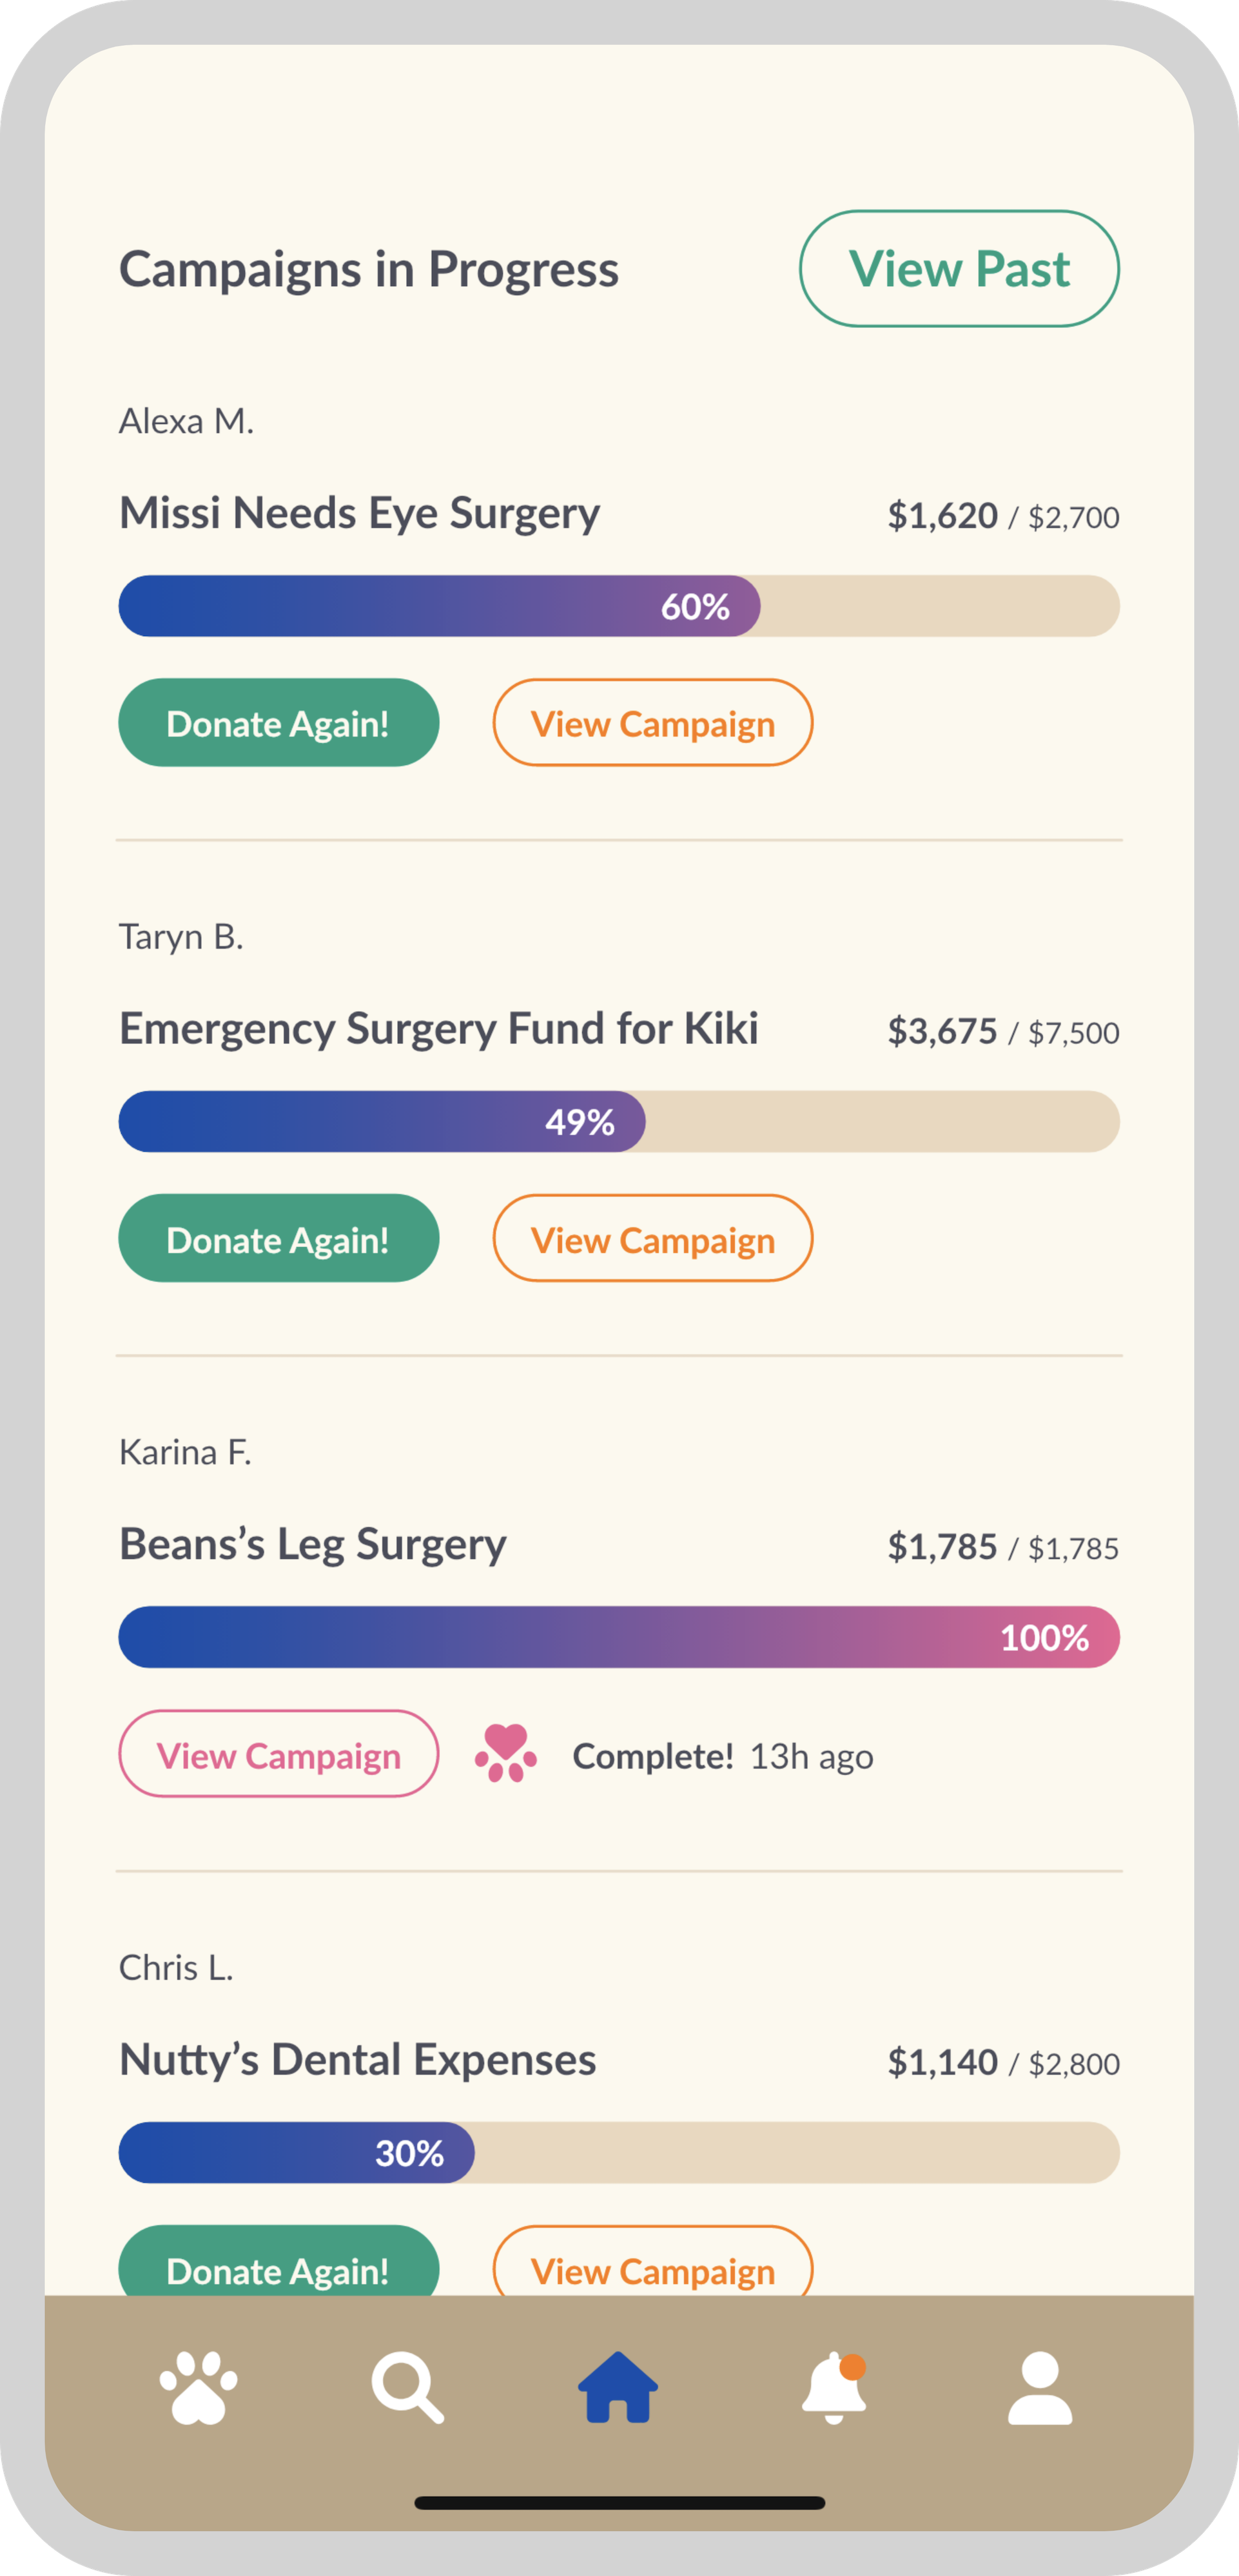 Campaigns in Progress
View Past
Alexa M.
Missi Needs Eye Surgery
$1,620 / $2,700
60%
Donate Again!
View Campaign
Taryn B.
Emergency Surgery Fund for Kiki
$3,675 / $7,500
49%
Donate Again!
View Campaign
Karina F.
Beans’s Leg Surgery
$1,785 / $1,785
100%
View Campaign
Complete! 13h ago
Chris L.
Nutty’s Dental Expenses
$1,140 / $2,800
30%
Donate Again!
View Campaign